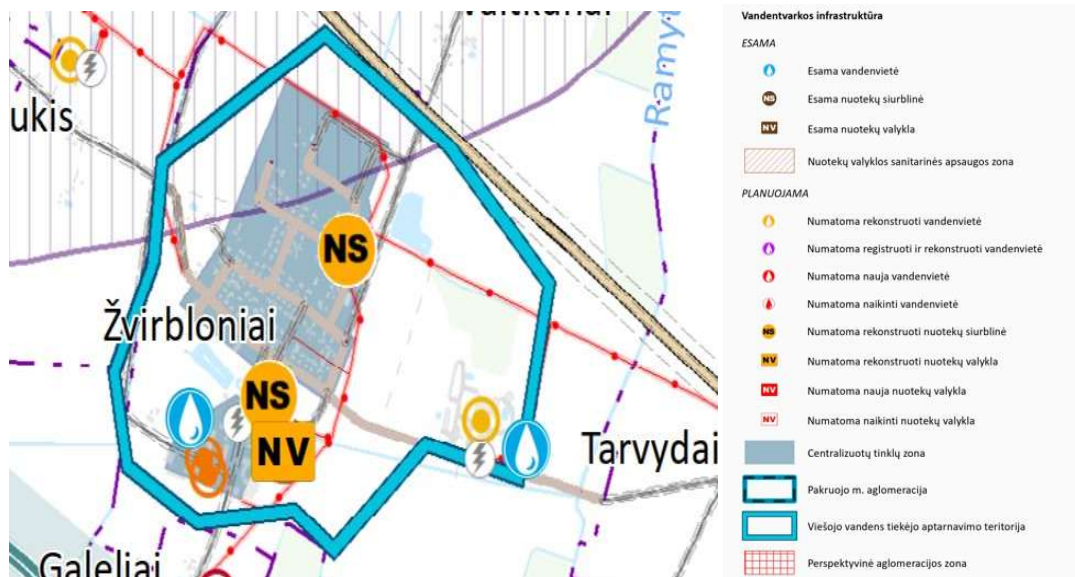 ukis
Ramyd
NS
Žvirbloniai
NS
NV
Tarvydai
Galeliai
Vandentvarkos infrastruktūra
ESAMA
Esama vandenvietė
NS Esama nuotekų siurblinė
NV Esama nuotekų valykla
Nuotekų valyklos sanitarinės apsaugos zona
PLANUOJAMA
Numatoma rekonstruoti vandenvietė
Numatoma registruoti ir rekonstruoti vandenvietė
Numatoma nauja vandenvietė
Numatoma naikinti vandenvietė
NS Numatoma rekonstruoti nuotekų siurblinė
NV Numatoma rekonstruoti nuotekų valykla
NV Numatoma nauja nuotekų valykla
NV Numatoma naikinti nuotekų valykla
Centralizuotų tinklų zona
Pakruojo m. aglomeracija
Viešojo vandens tiekėjo aptarnavimo teritorija
Perspektyvinė aglomeracijos zona